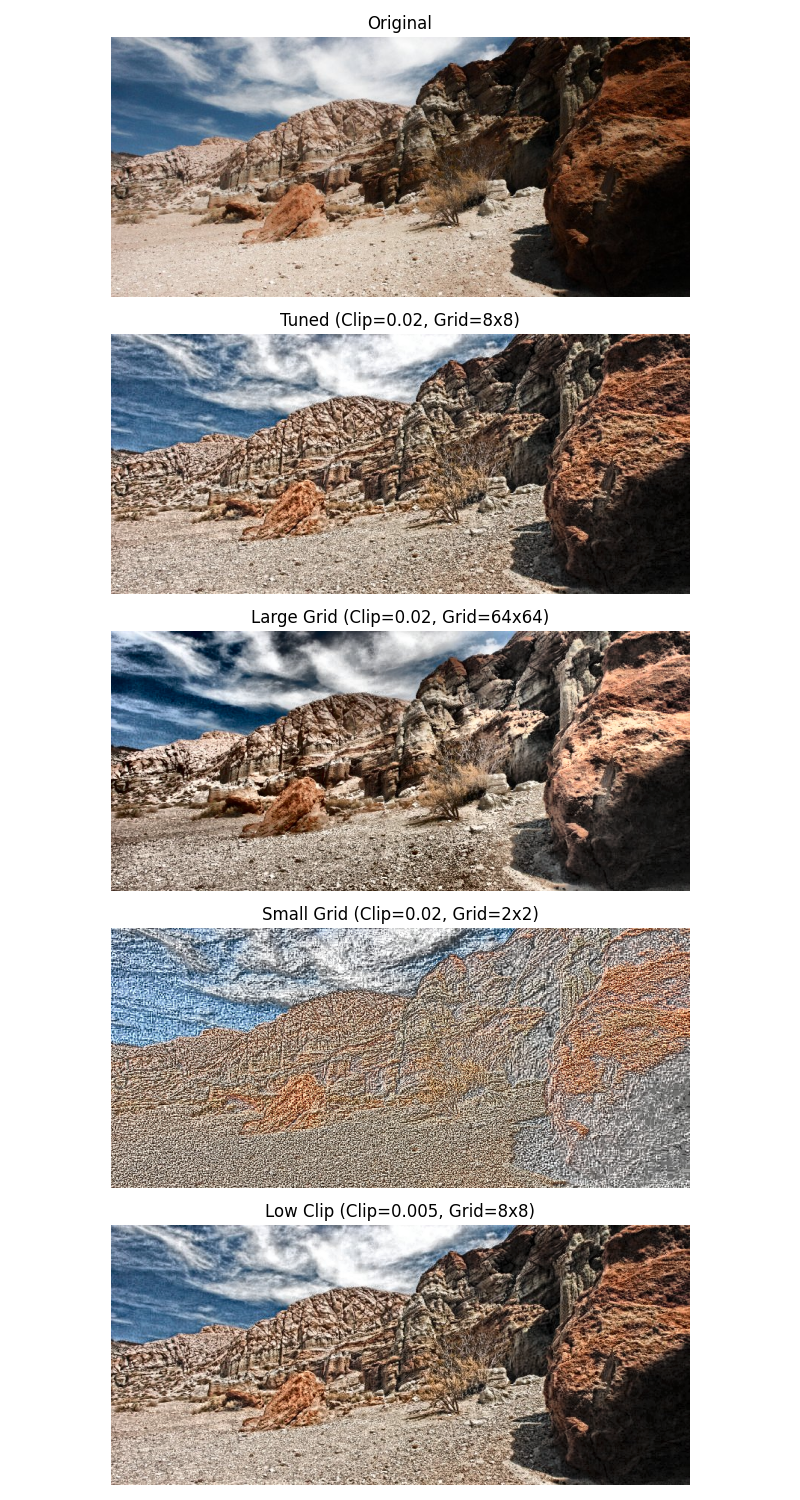 Original
Tuned (Clip=0.02, Grid=8x8)
Large Grid (Clip=0.02, Grid=64x64)
Small Grid (Clip=0.02, Grid=2x2)
Low Clip (Clip=0.005, Grid=8x8)